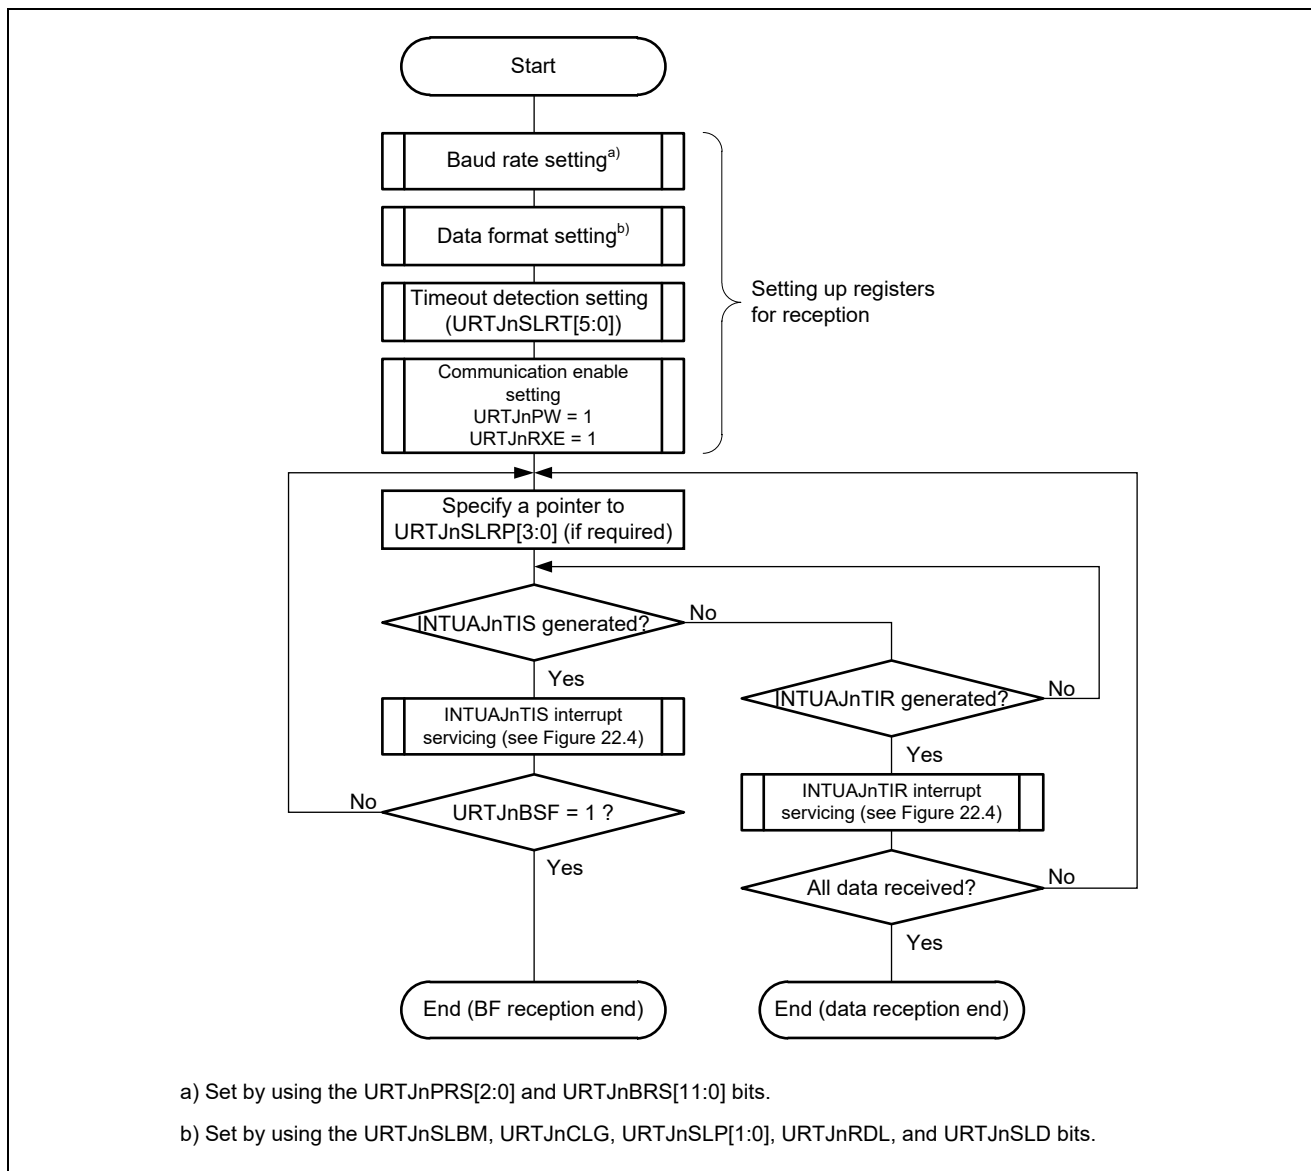 Start
Baud rate setting a)
Data format setting b)
Timeout detection setting
(URTJnSLRT[5:0])
Communication enable
setting
URTJnPW = 1
URTJnRXE = 1
Setting up registers
for reception
Specify a pointer to
URTJnSLRP[3:0] (if required)
INTUAJnTIS generated?
No
Yes
INTUAJnTIR generated?
No
Yes
INTUAJnTIS interrupt
servicing (see Figure 22.4)
INTUAJnTIR interrupt
servicing (see Figure 22.4)
No
URTJnBSF = 1 ?
Yes
All data received?
No
Yes
End (BF reception end)
End (data reception end)
a) Set by using the URTJnPRS[2:0] and URTJnBRS[11:0] bits.
b) Set by using the URTJnSLBM, URTJnCLG, URTJnSLP[1:0], URTJnRDL, and URTJnSLD bits.